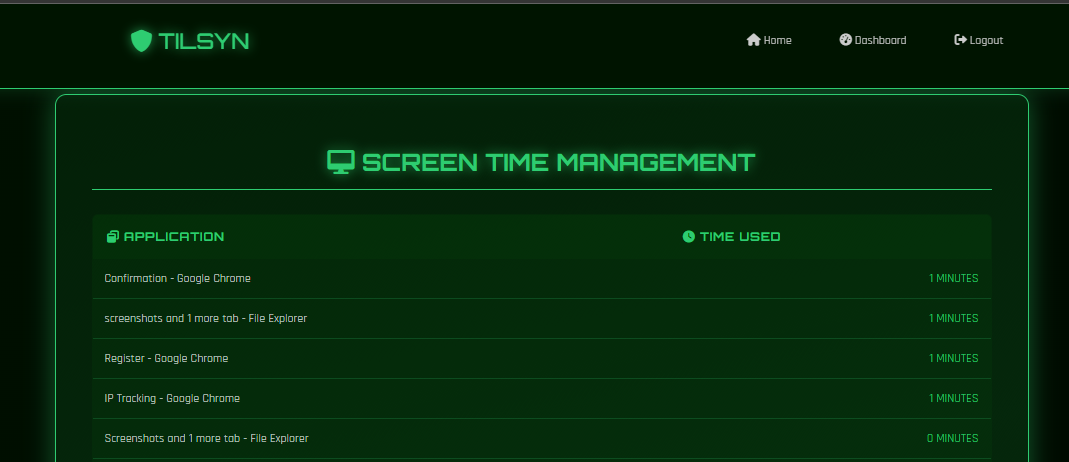 TILSYN
Home Dashboard Logout
SCREEN TIME MANAGEMENT
APPLICATION TIME USED
Confirmation - Google Chrome 1 MINUTES
screenshots and 1 more tab - File Explorer 1 MINUTES
Register - Google Chrome 1 MINUTES
IP Tracking - Google Chrome 1 MINUTES
Screenshots and 1 more tab - File Explorer 0 MINUTES